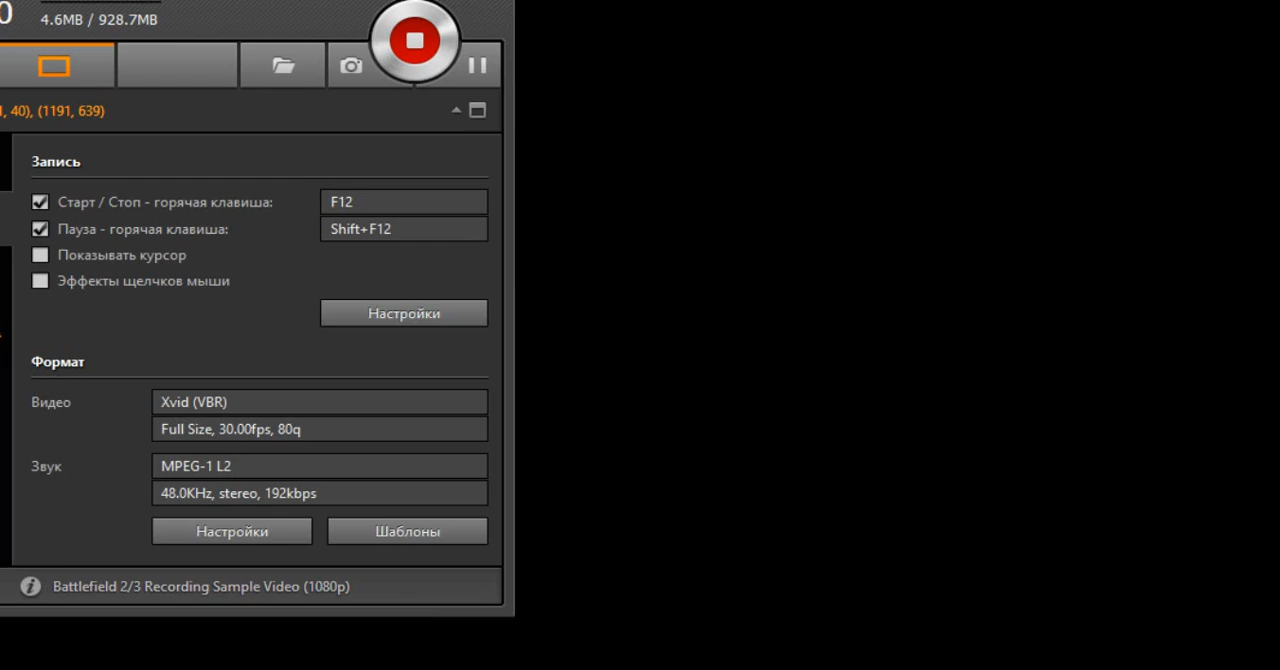 0
4.6MB / 928.7MB
, 40), (1191, 639)
Запись
Старт / Стоп - горячая клавиша: F12
Пауза - горячая клавиша: Shift+F12
Показывать курсор
Эффекты щелчков мыши
Настройки
Формат
Видео Xvid (VBR)
Full Size, 30.00fps, 80q
Звук MPEG-1 L2
48.0KHz, stereo, 192kbps
Настройки Шаблоны
Battlefield 2/3 Recording Sample Video (1080p)